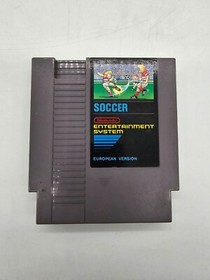 SOCCER
Nintendo
ENTERTAINMENT
SYSTEM
EUROPEAN VERSION